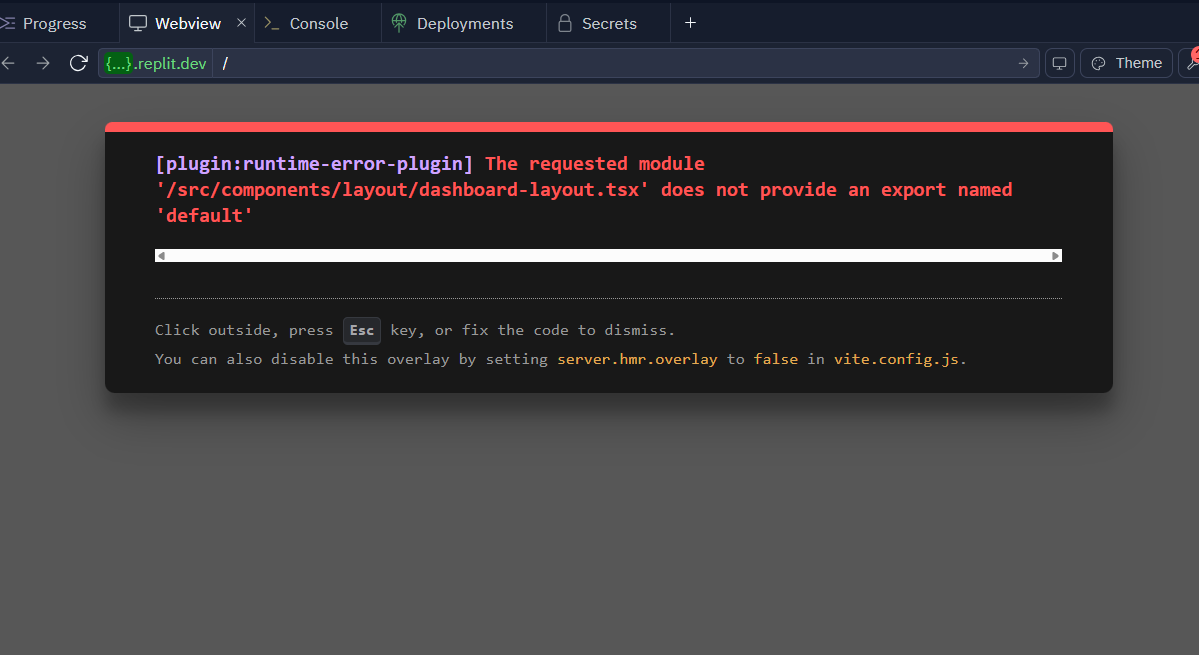 Progress Webview × Console Deployments Secrets +
{...}.replit.dev / Theme
[plugin:runtime-error-plugin] The requested module
'/src/components/layout/dashboard-layout.tsx' does not provide an export named
'default'
Click outside, press Esc key, or fix the code to dismiss.
You can also disable this overlay by setting server.hmr.overlay to false in vite.config.js.